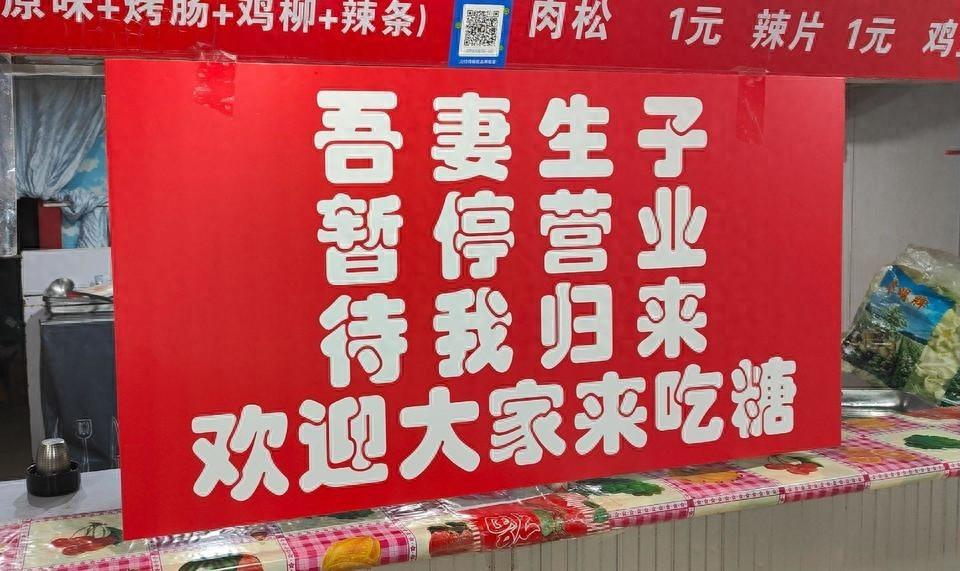 原味+烤肠+鸡柳+辣条)
肉松 1元 辣片 1元 鸡
吾妻生子
暂停营业
待我归来
欢迎大家来吃糖